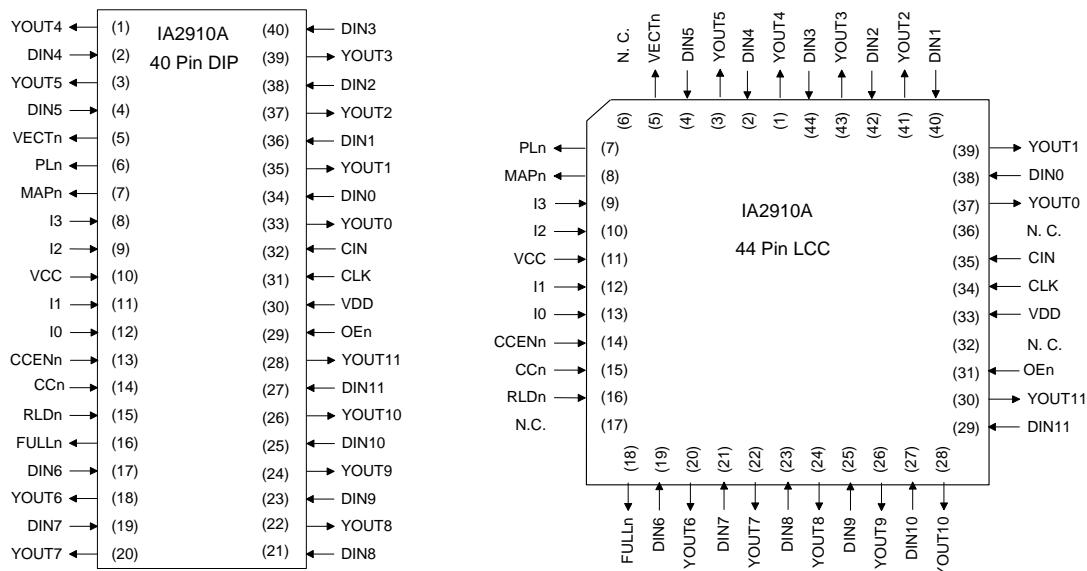 YOUT4 (1) IA2910A (40) DIN3
DIN4 (2) 40 Pin DIP (39) YOUT3
YOUT5 (3) (38) DIN2
DIN5 (4) (37) YOUT2
VECTn (5) (36) DIN1
PLn (6) (35) YOUT1
MAPn (7) (34) DIN0
I3 (8) (33) YOUT0
I2 (9) (32) CIN
VCC (10) (31) CLK
I1 (11) (30) VDD
I0 (12) (29) OEn
CCENn (13) (28) YOUT11
CCn (14) (27) DIN11
RLDn (15) (26) YOUT10
FULLn (16) (25) DIN10
DIN6 (17) (24) YOUT9
YOUT6 (18) (23) DIN9
DIN7 (19) (22) YOUT8
YOUT7 (20) (21) DIN8
N. C. VECTn DIN5 YOUT5 DIN4 YOUT4 DIN3 YOUT3 DIN2 YOUT2 DIN1
(6) (5) (4) (3) (2) (1) (44) (43) (42) (41) (40)
PLn (7) (39) YOUT1
MAPn (8) (38) DIN0
I3 (9) IA2910A (37) YOUT0
I2 (10) (36) N. C.
VCC (11) 44 Pin LCC (35) CIN
I1 (12) (34) CLK
I0 (13) (33) VDD
CCENn (14) (32) N. C.
CCn (15) (31) OEn
RLDn (16) (30) YOUT11
N.C. (17) (29) DIN11
(18) (19) (20) (21) (22) (23) (24) (25) (26) (27) (28)
FULLn DIN6 YOUT6 DIN7 YOUT7 DIN8 YOUT8 DIN9 YOUT9 DIN10 YOUT10